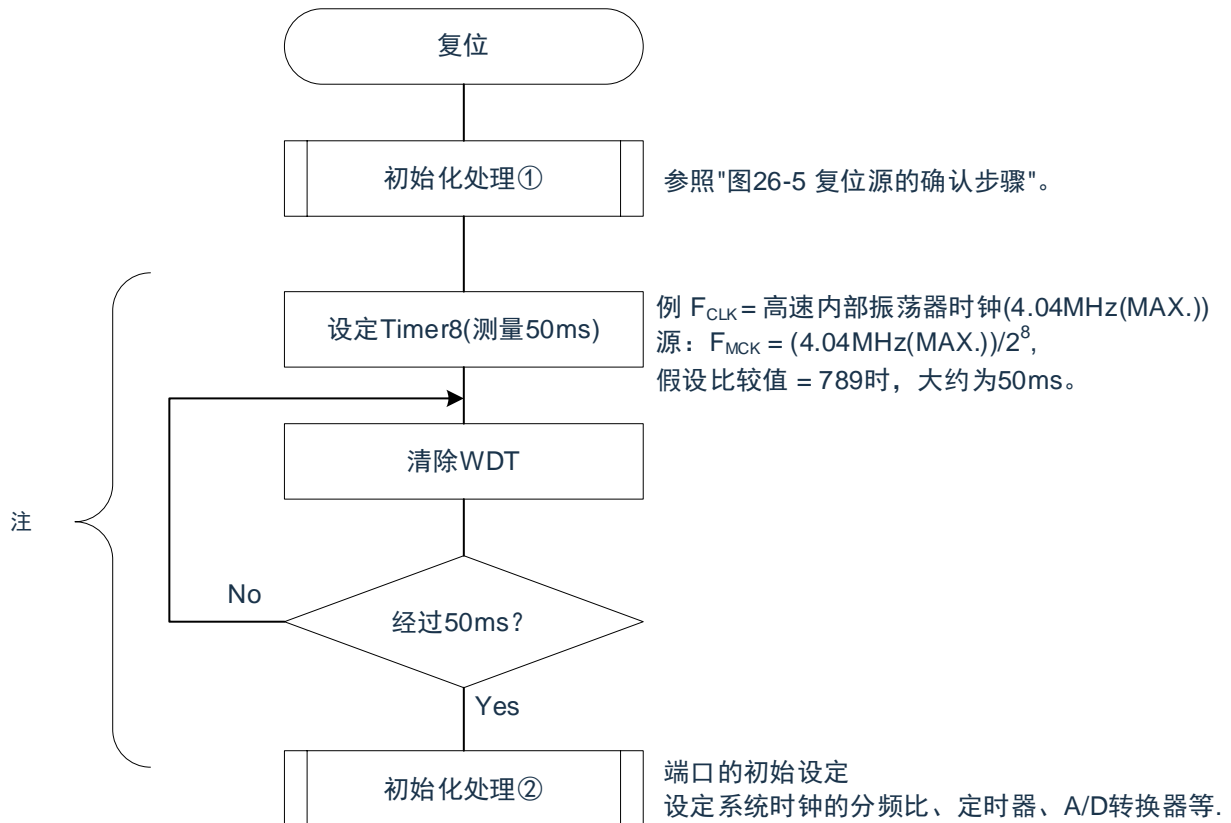 复位
初始化处理①
参照"图26-5 复位源的确认步骤"。
设定Timer8(测量50ms)
例 F_CLK = 高速内部振荡器时钟(4.04MHz(MAX.))
源：F_MCK = (4.04MHz(MAX.))/2^8,
假设比较值 = 789时，大约为50ms。
清除WDT
注
No
经过50ms?
Yes
初始化处理②
端口的初始设定
设定系统时钟的分频比、定时器、A/D转换器等.